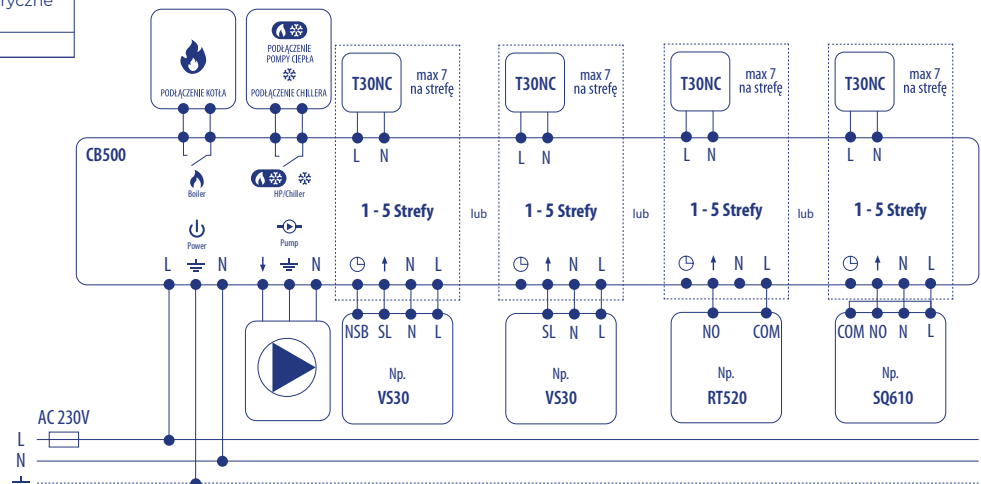 ryczne
PODŁĄCZENIE KOTŁA
PODŁĄCZENIE
POMPY CIEPŁA
PODŁĄCZENIE CHILLERA
T30NC
max 7
na strefę
T30NC
max 7
na strefę
T30NC
max 7
na strefę
T30NC
max 7
na strefę
CB500
L N
L N
L N
L N
Boiler
HP/Chiller
1 - 5 Strefy
lub
1 - 5 Strefy
lub
1 - 5 Strefy
lub
1 - 5 Strefy
Power
Pump
L N
N
N L
N L
N L
N L
NSB SL N L
SL N L
NO COM
COM NO N L
Np.
VS30
Np.
VS30
Np.
RT520
Np.
SQ610
AC 230V
L
N